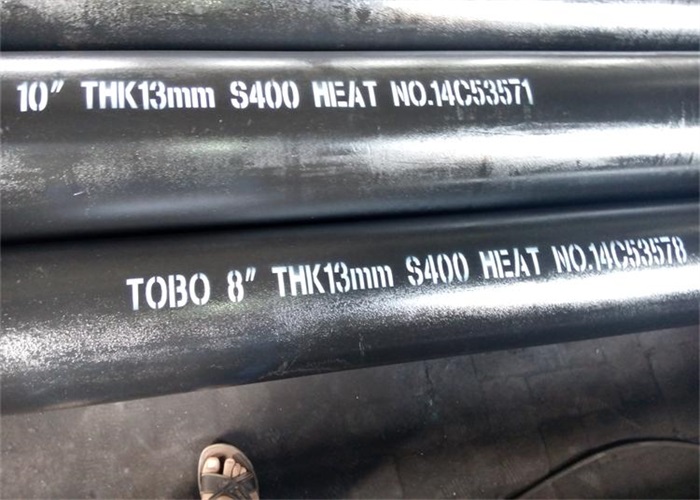 10" THK13mm S400 HEAT NO.14C53571
TOBO 8" THK13mm S400 HEAT NO.14C53578